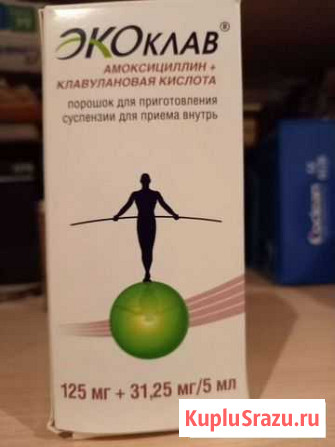 ЭКОКЛАВ®
АМОКСИЦИЛЛИН +
КЛАВУЛАНОВАЯ КИСЛОТА
порошок для приготовления
суспензии для приема внутрь
125 мг + 31,25 мг/5 мл
KupluSrazu.ru